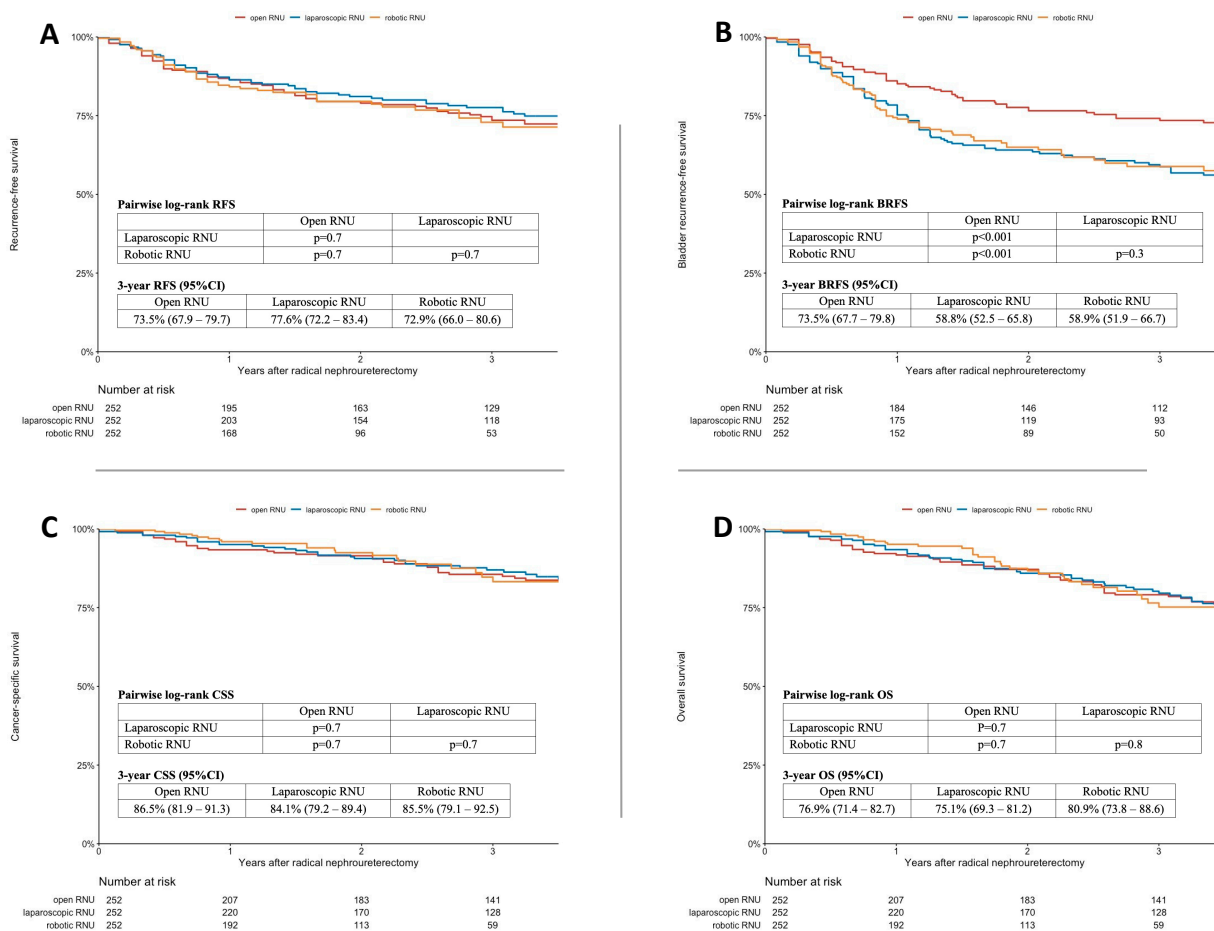 A
open RNU laparoscopic RNU robotic RNU
100%
75%
50%
25%
0%
Recurrence-free survival
Pairwise log-rank RFS
Open RNU Laparoscopic RNU
Laparoscopic RNU p=0.7
Robotic RNU p=0.7 p=0.7
3-year RFS (95%CI)
Open RNU Laparoscopic RNU Robotic RNU
73.5% (67.9 – 79.7) 77.6% (72.2 – 83.4) 72.9% (66.0 – 80.6)
0 1 2 3
Years after radical nephroureterectomy
Number at risk
open RNU 252 195 163 129
laparoscopic RNU 252 203 154 118
robotic RNU 252 168 96 53
B
open RNU laparoscopic RNU robotic RNU
100%
75%
50%
25%
0%
Bladder recurrence-free survival
Pairwise log-rank BRFS
Open RNU Laparoscopic RNU
Laparoscopic RNU p<0.001
Robotic RNU p<0.001 p=0.3
3-year BRFS (95%CI)
Open RNU Laparoscopic RNU Robotic RNU
73.5% (67.7 – 79.8) 58.8% (52.5 – 65.8) 58.9% (51.9 – 66.7)
0 1 2 3
Years after radical nephroureterectomy
Number at risk
open RNU 252 184 146 112
laparoscopic RNU 252 175 119 93
robotic RNU 252 152 89 50
C
open RNU laparoscopic RNU robotic RNU
100%
75%
50%
25%
0%
Cancer-specific survival
Pairwise log-rank CSS
Open RNU Laparoscopic RNU
Laparoscopic RNU p=0.7
Robotic RNU p=0.7 p=0.7
3-year CSS (95%CI)
Open RNU Laparoscopic RNU Robotic RNU
86.5% (81.9 – 91.3) 84.1% (79.2 – 89.4) 85.5% (79.1 – 92.5)
0 1 2 3
Years after radical nephroureterectomy
Number at risk
open RNU 252 207 183 141
laparoscopic RNU 252 220 170 128
robotic RNU 252 192 113 59
D
open RNU laparoscopic RNU robotic RNU
100%
75%
50%
25%
0%
Overall survival
Pairwise log-rank OS
Open RNU Laparoscopic RNU
Laparoscopic RNU P=0.7
Robotic RNU p=0.7 p=0.8
3-year OS (95%CI)
Open RNU Laparoscopic RNU Robotic RNU
76.9% (71.4 – 82.7) 75.1% (69.3 – 81.2) 80.9% (73.8 – 88.6)
0 1 2 3
Years after radical nephroureterectomy
Number at risk
open RNU 252 207 183 141
laparoscopic RNU 252 220 170 128
robotic RNU 252 192 113 59